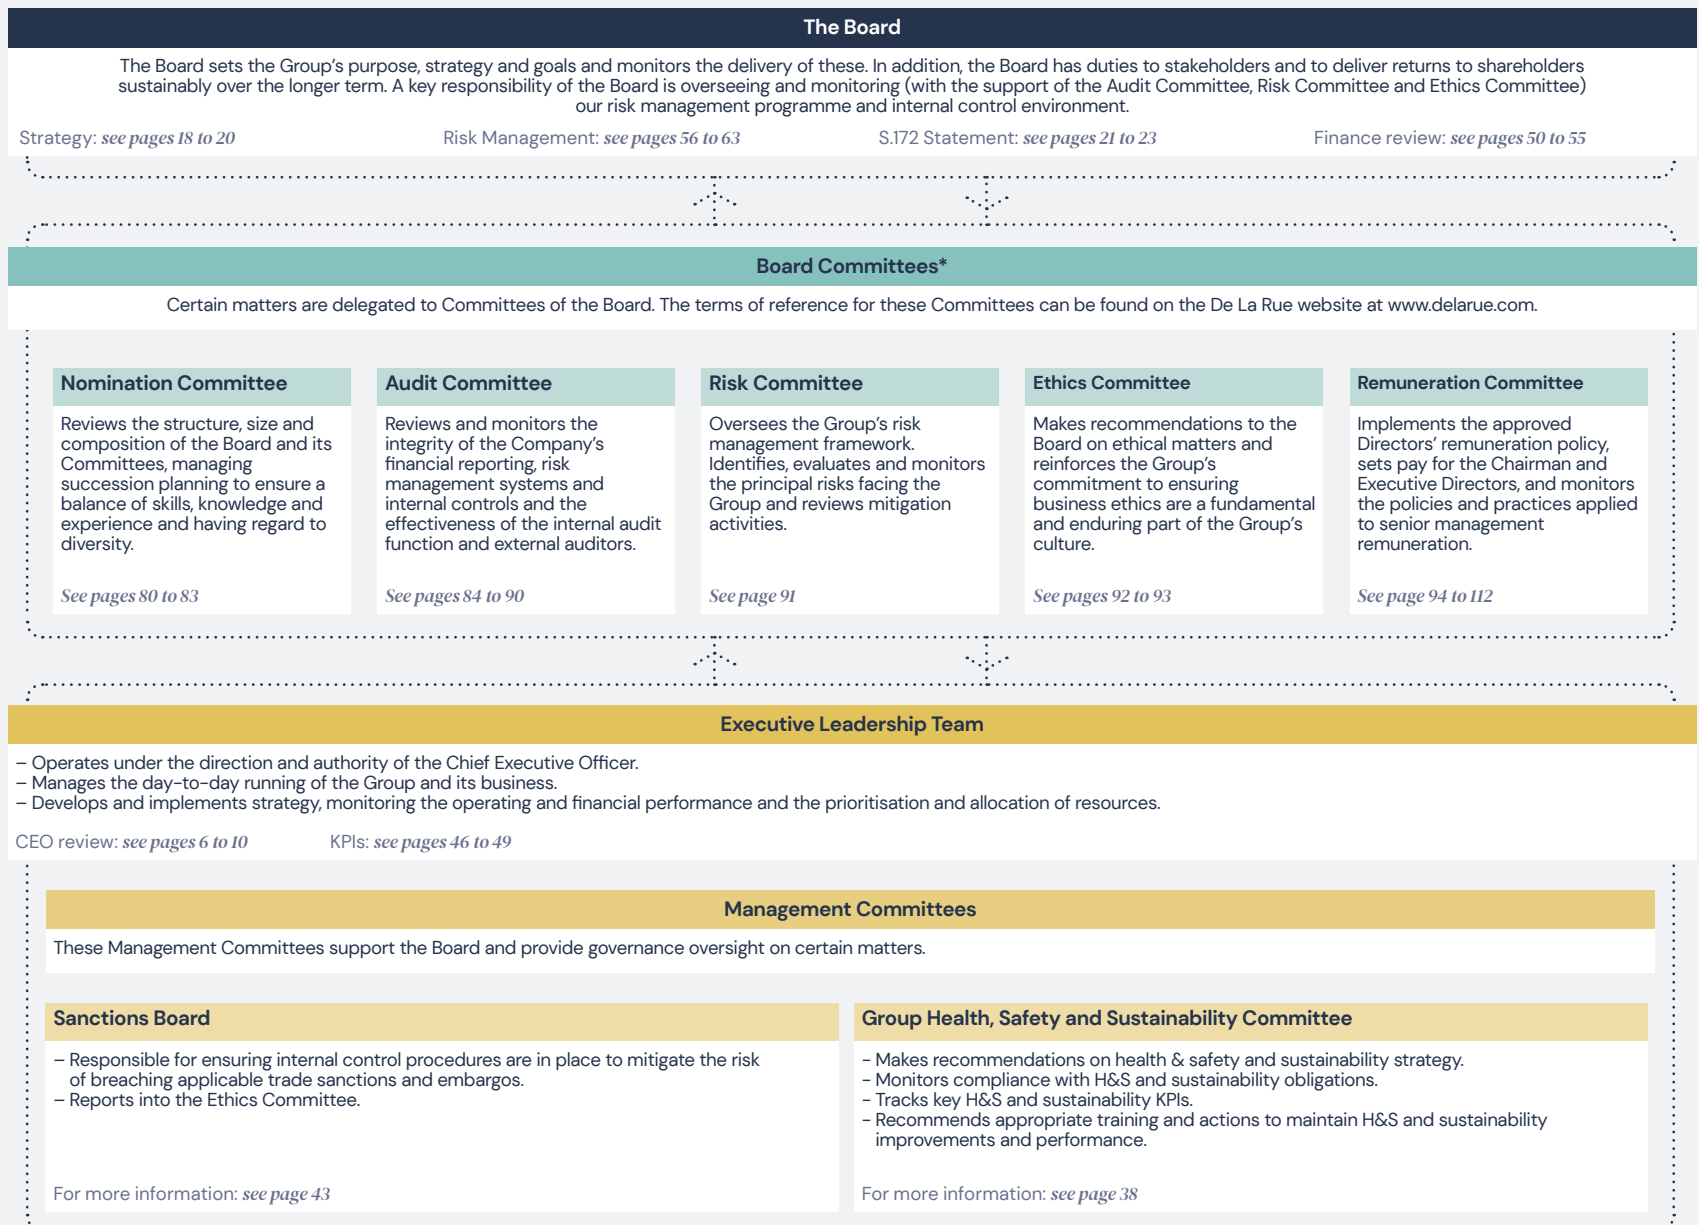 The Board
The Board sets the Group's purpose, strategy and goals and monitors the delivery of these. In addition, the Board has duties to stakeholders and to deliver returns to shareholders
sustainably over the longer term. A key responsibility of the Board is overseeing and monitoring (with the support of the Audit Committee, Risk Committee and Ethics Committee)
our risk management programme and internal control environment.
Strategy: see pages 18 to 20
Risk Management: see pages 56 to 63
S.172 Statement: see pages 21 to 23
Finance review: see pages 50 to 55
Board Committees*
Certain matters are delegated to Committees of the Board. The terms of reference for these Committees can be found on the De La Rue website at www.delarue.com.
Nomination Committee
Reviews the structure, size and
composition of the Board and its
Committees, managing
succession planning to ensure a
balance of skills, knowledge and
experience and having regard to
diversity.
See pages 80 to 83
Audit Committee
Reviews and monitors the
integrity of the Company's
financial reporting, risk
management systems and
internal controls and the
effectiveness of the internal audit
function and external auditors.
See pages 84 to 90
Risk Committee
Oversees the Group's risk
management framework.
Identifies, evaluates and monitors
the principal risks facing the
Group and reviews mitigation
activities.
See page 91
Ethics Committee
Makes recommendations to the
Board on ethical matters and
reinforces the Group's
commitment to ensuring
business ethics are a fundamental
and enduring part of the Group's
culture.
See pages 92 to 93
Remuneration Committee
Implements the approved
Directors' remuneration policy,
sets pay for the Chairman and
Executive Directors, and monitors
the policies and practices applied
to senior management
remuneration.
See page 94 to 112
Executive Leadership Team
– Operates under the direction and authority of the Chief Executive Officer.
– Manages the day-to-day running of the Group and its business.
– Develops and implements strategy, monitoring the operating and financial performance and the prioritisation and allocation of resources.
CEO review: see pages 6 to 10
KPIs: see pages 46 to 49
Management Committees
These Management Committees support the Board and provide governance oversight on certain matters.
Sanctions Board
– Responsible for ensuring internal control procedures are in place to mitigate the risk
of breaching applicable trade sanctions and embargos.
– Reports into the Ethics Committee.
For more information: see page 43
Group Health, Safety and Sustainability Committee
- Makes recommendations on health & safety and sustainability strategy.
- Monitors compliance with H&S and sustainability obligations.
- Tracks key H&S and sustainability KPIs.
- Recommends appropriate training and actions to maintain H&S and sustainability
improvements and performance.
For more information: see page 38